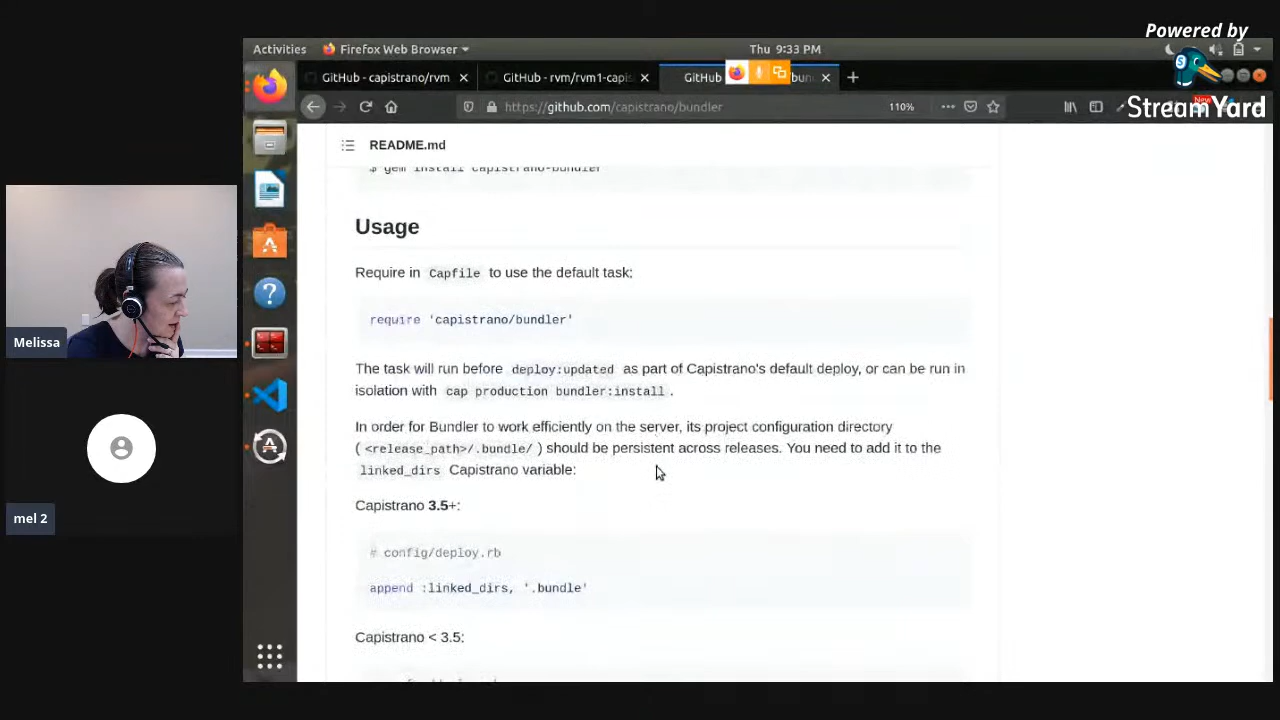 Powered by
StreamYard
Activities Firefox Web Browser Thu 9:33 PM
GitHub - capistrano/rvm GitHub - rvm/rvm1-capis GitHub
https://github.com/capistrano/bundler 110%
README.md
$ gem install capistrano-bundler
Usage
Require in Capfile to use the default task:
require 'capistrano/bundler'
The task will run before deploy:updated as part of Capistrano's default deploy, or can be run in
isolation with cap production bundler:install .
In order for Bundler to work efficiently on the server, its project configuration directory
( <release_path>/.bundle/ ) should be persistent across releases. You need to add it to the
linked_dirs Capistrano variable:
Capistrano 3.5+:
# config/deploy.rb
append :linked_dirs, '.bundle'
Capistrano < 3.5:
Melissa
mel 2